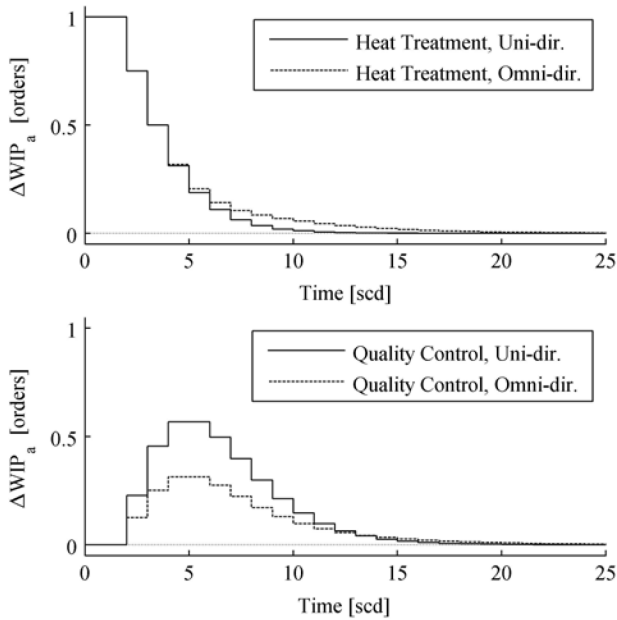 1
Heat Treatment, Uni-dir.
Heat Treatment, Omni-dir.
ΔWIPₐ [orders]
0.5
0
0 5 10 15 20 25
Time [scd]
1
Quality Control, Uni-dir.
Quality Control, Omni-dir.
ΔWIPₐ [orders]
0.5
0
0 5 10 15 20 25
Time [scd]